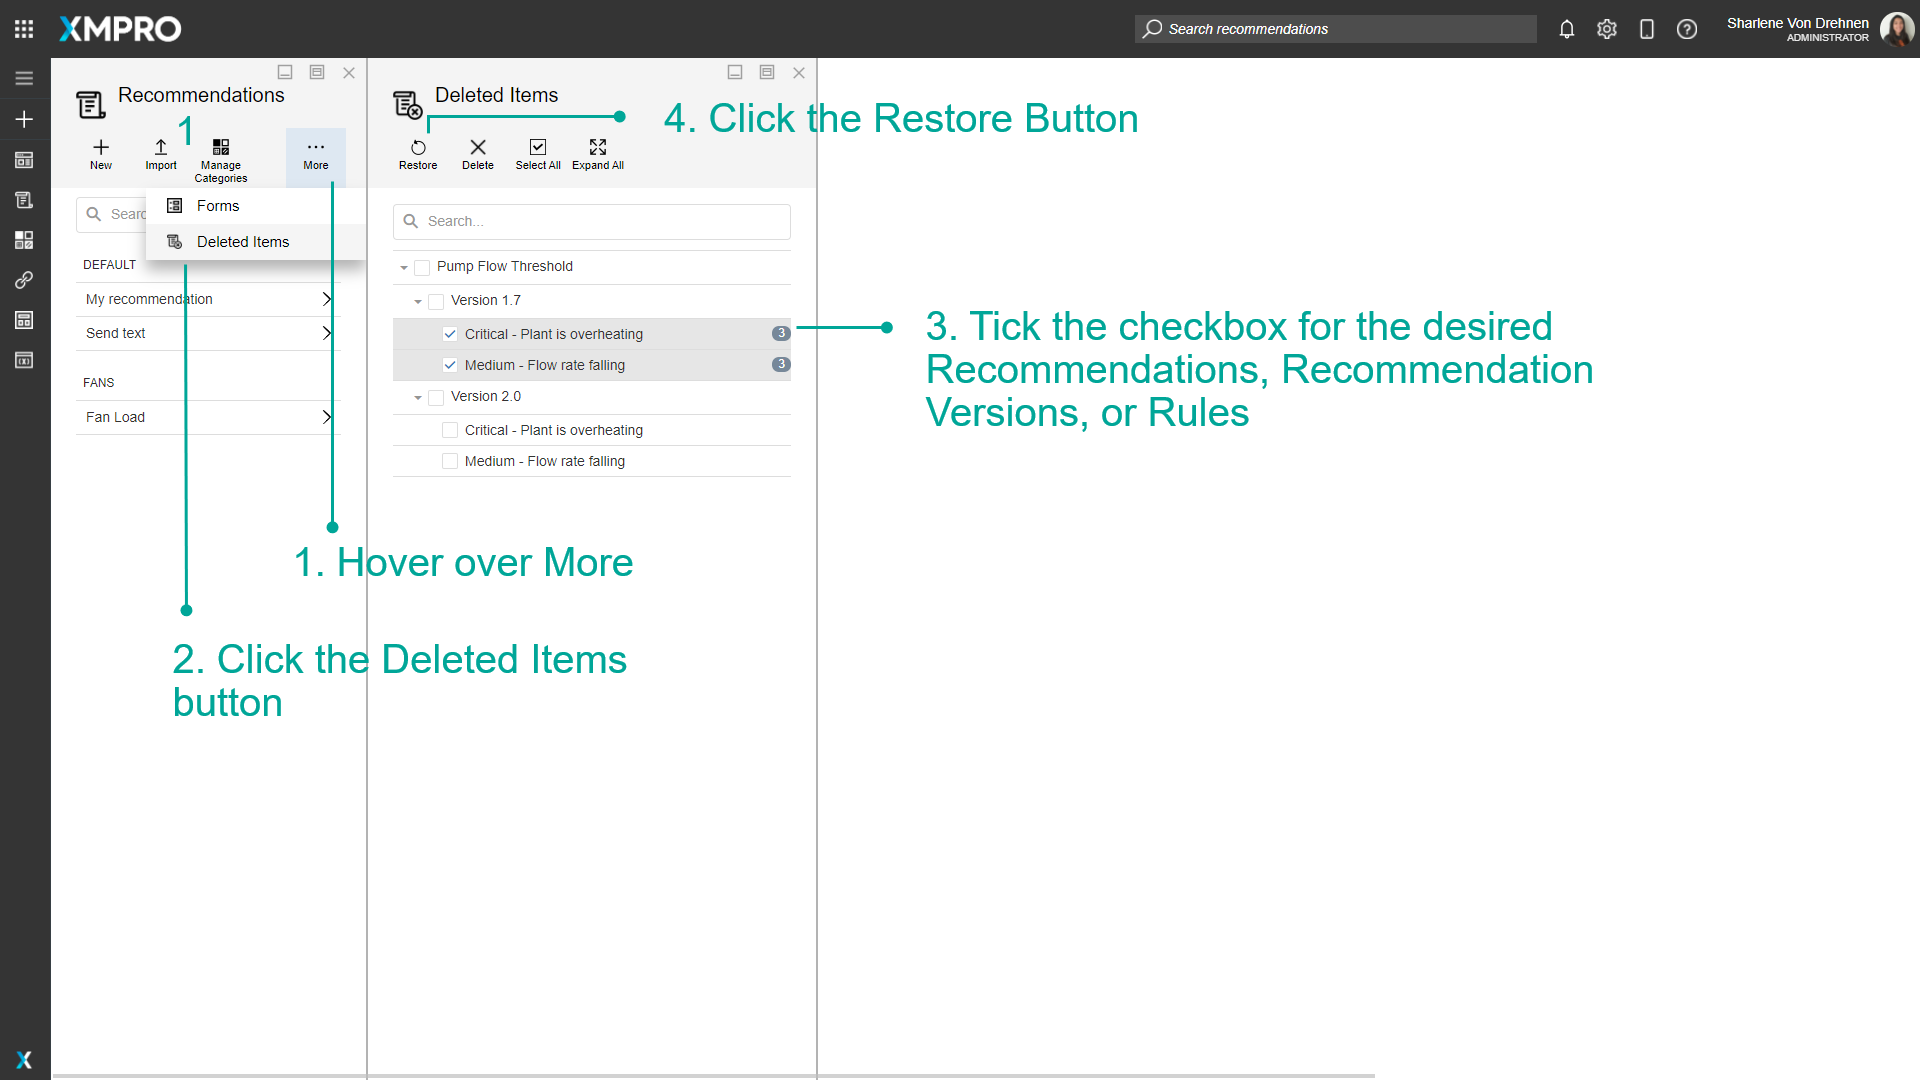 XMPRO
Search recommendations
Sharlene Von Drehnen
ADMINISTRATOR
Recommendations
1
New
Import
Manage
Categories
More
Forms
Deleted Items
Searc
DEFAULT
My recommendation
Send text
FANS
Fan Load
Deleted Items
Restore
Delete
Select All
Expand All
Search...
Pump Flow Threshold
Version 1.7
Critical - Plant is overheating
3
Medium - Flow rate falling
3
Version 2.0
Critical - Plant is overheating
Medium - Flow rate falling
4. Click the Restore Button
3. Tick the checkbox for the desired
Recommendations, Recommendation
Versions, or Rules
1. Hover over More
2. Click the Deleted Items
button